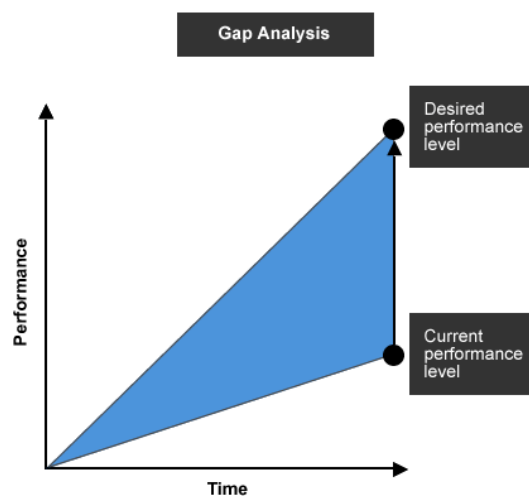 Gap Analysis
Desired
performance
level
Performance
Current
performance
level
Time